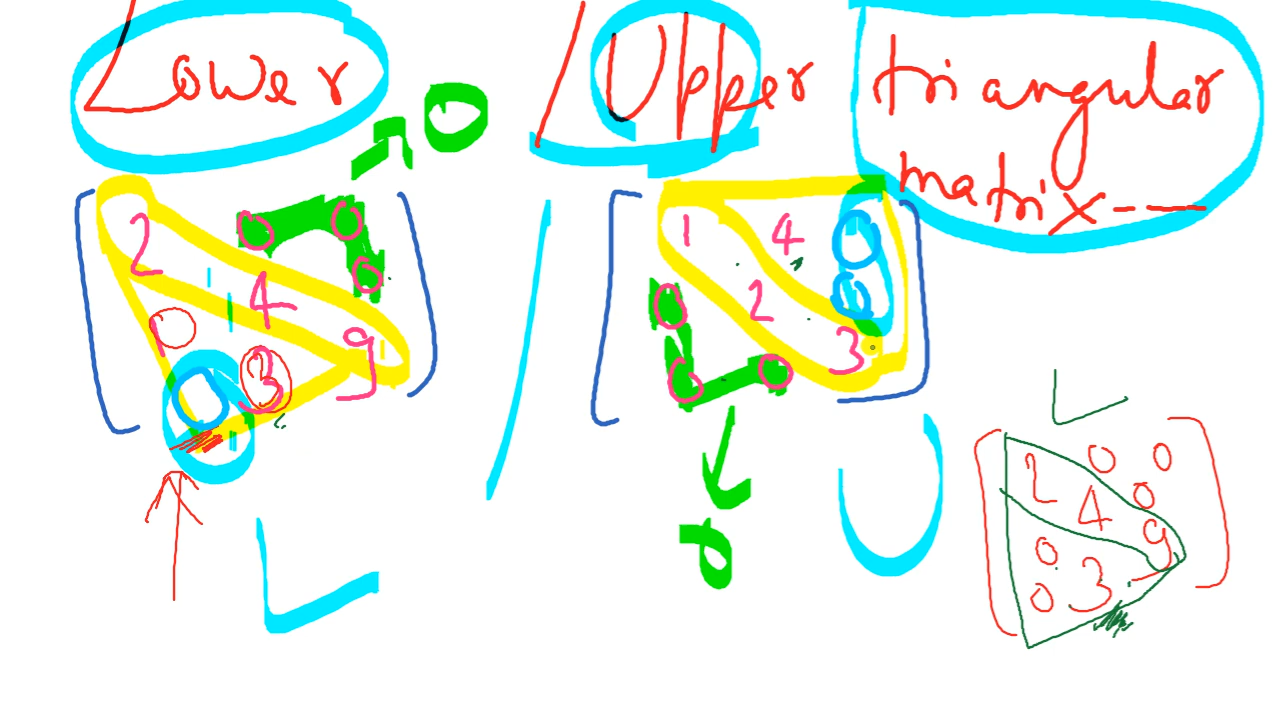 Lower / Upper triangular
matrix----
0
2 0 0
0 4 0
0 3 9
L
1 4 0
0 2 0
0 0 3
0
U
L
2 0 0
0 4 0
0 3 9